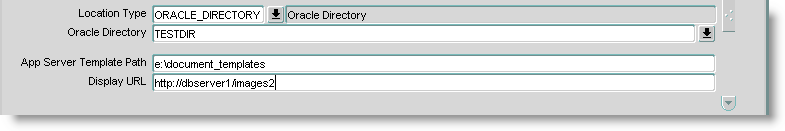 Location Type ORACLE_DIRECTORY Oracle Directory
Oracle Directory TESTDIR
App Server Template Path e:\document_templates
Display URL http://dbserver1/images2